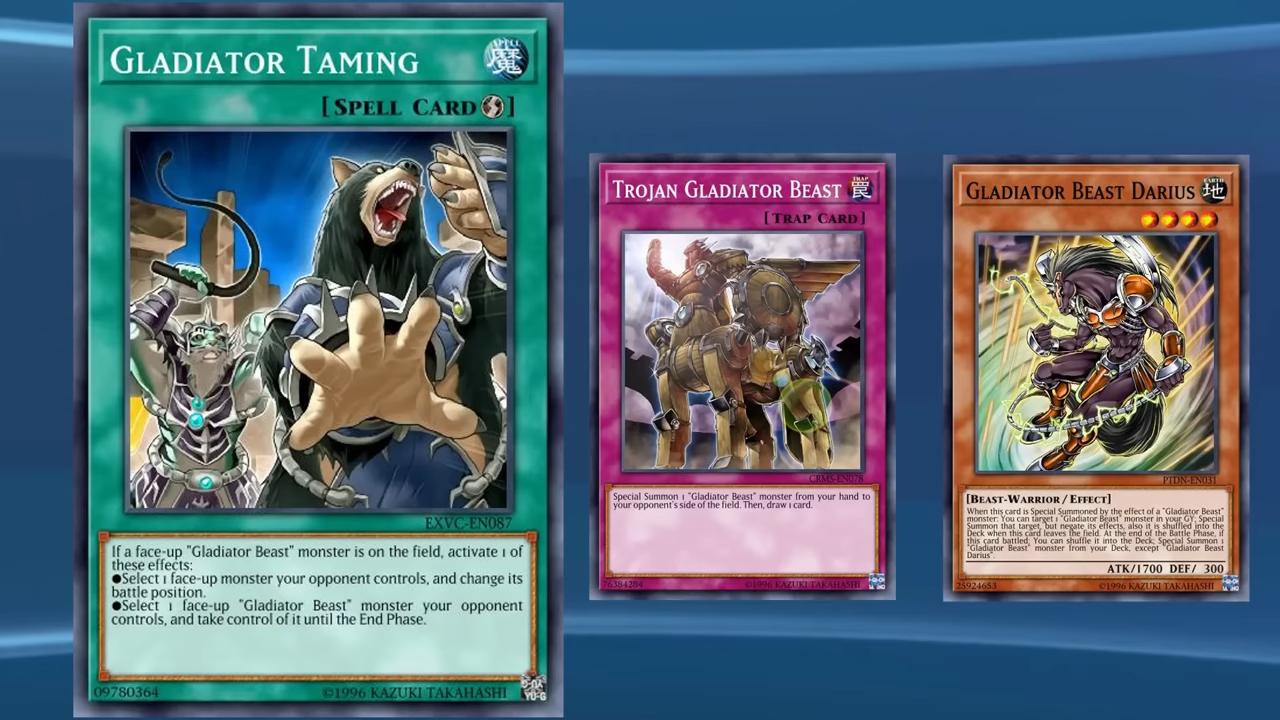 GLADIATOR TAMING
SPELL
魔
[SPELL CARD]
EXVC-EN087
If a face-up "Gladiator Beast" monster is on the field, activate 1 of
these effects:
●Select 1 face-up monster your opponent controls, and change its
battle position.
●Select 1 face-up "Gladiator Beast" monster your opponent
controls, and take control of it until the End Phase.
09780364
©1996 KAZUKI TAKAHASHI
TROJAN GLADIATOR BEAST
TRAP
罠
[TRAP CARD]
CRMS-EN078
Special Summon 1 "Gladiator Beast" monster from your hand to
your opponent's side of the field. Then, draw 1 card.
76384284
©1996 KAZUKI TAKAHASHI
GLADIATOR BEAST DARIUS
EARTH
地
PTDN-EN031
[BEAST-WARRIOR / EFFECT]
When this card is Special Summoned by the effect of a "Gladiator Beast"
monster: You can target 1 "Gladiator Beast" monster in your GY; Special
Summon that target, but negate its effects, also it is shuffled into the
Deck when this card leaves the field. At the end of the Battle Phase, if
this card battled: You can shuffle it into the Deck; Special Summon 1
"Gladiator Beast" monster from your Deck, except "Gladiator Beast
Darius".
ATK/1700 DEF/ 300
25924653
©1996 KAZUKI TAKAHASHI